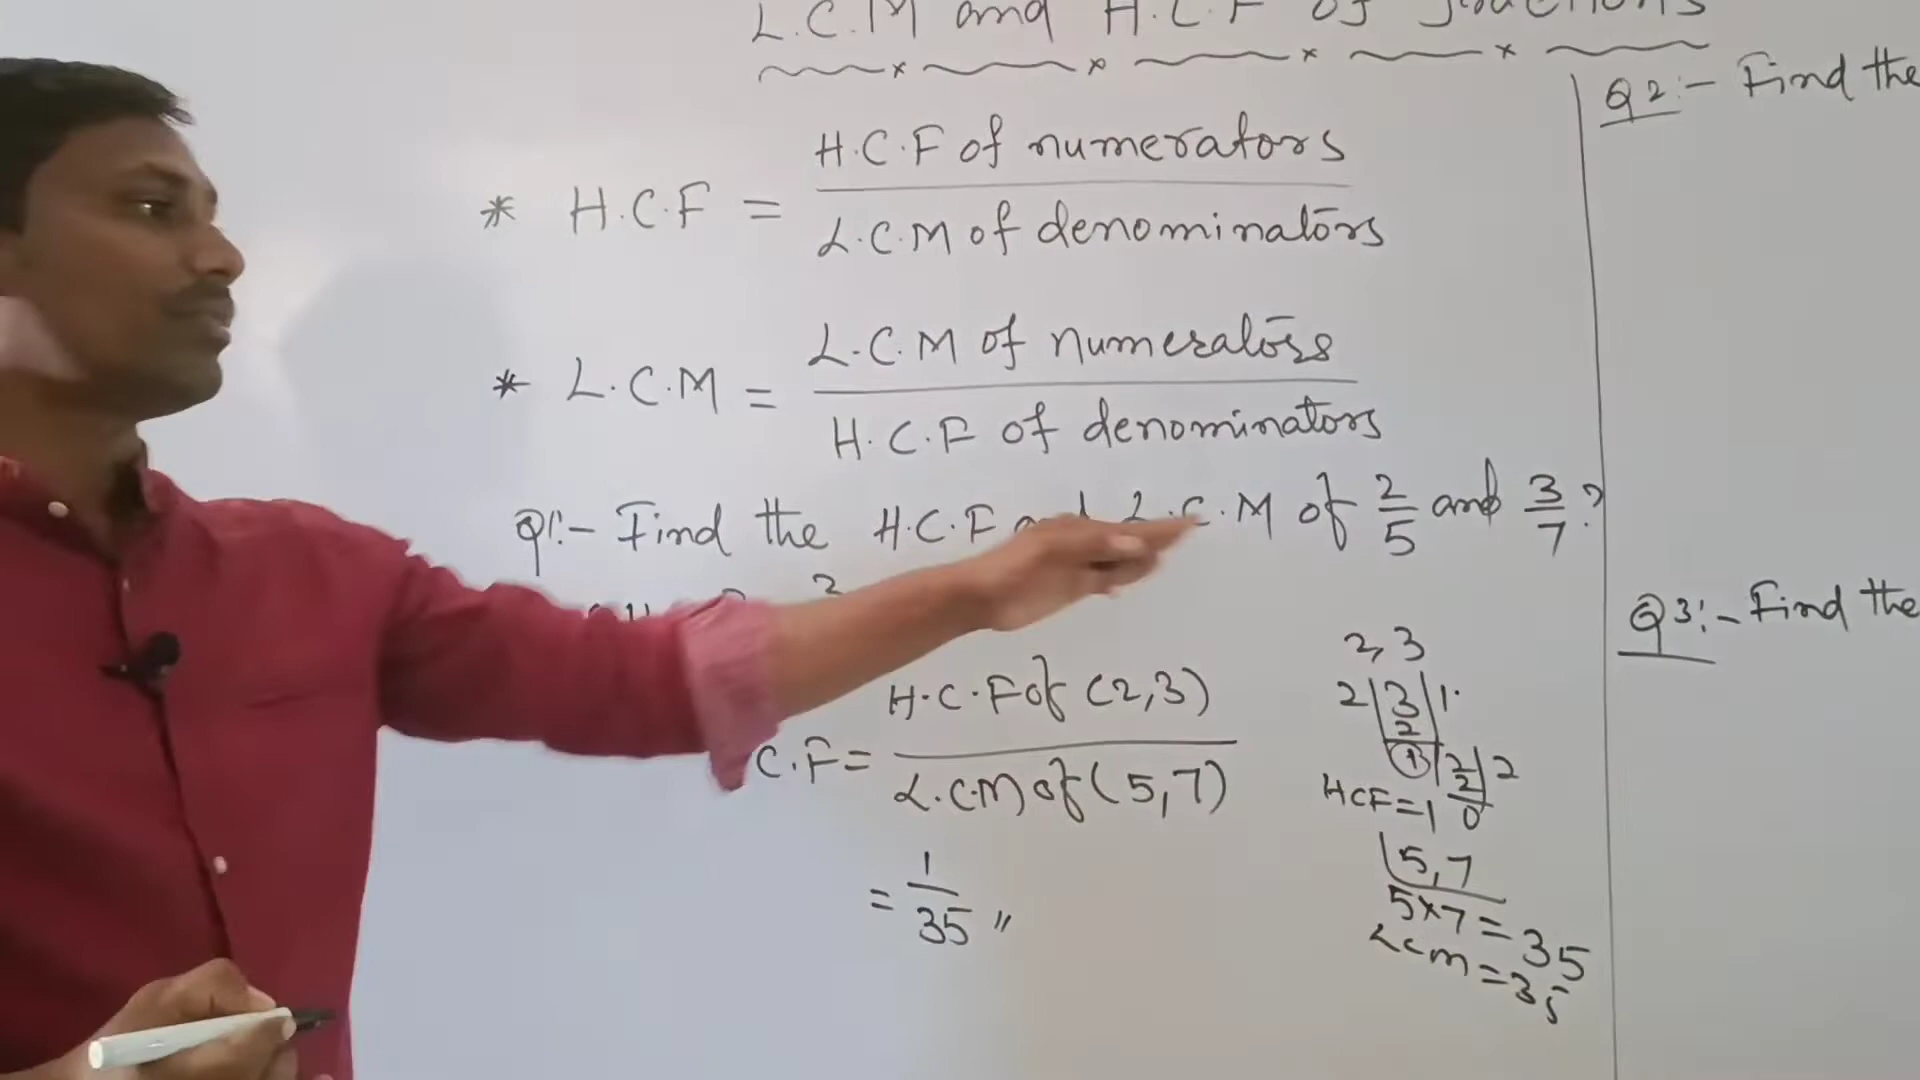 L.C.M and H.C.F of fractions
* H.C.F = H.C.F of numerators
L.C.M of denominators
* L.C.M = L.C.M of numerators
H.C.F of denominators
Q1:- Find the H.C.F and L.C.M of 2/5 and 3/7?
C.F = H.C.F of (2,3)
L.C.M of (5,7)
= 1/35 "
2, 3
2 | 3 | 1.
2
1 | 2 | 2
2
HCF = 1 0
5, 7
5×7 = 35
LCM = 35
Q2:- Find the
Q3:- Find the